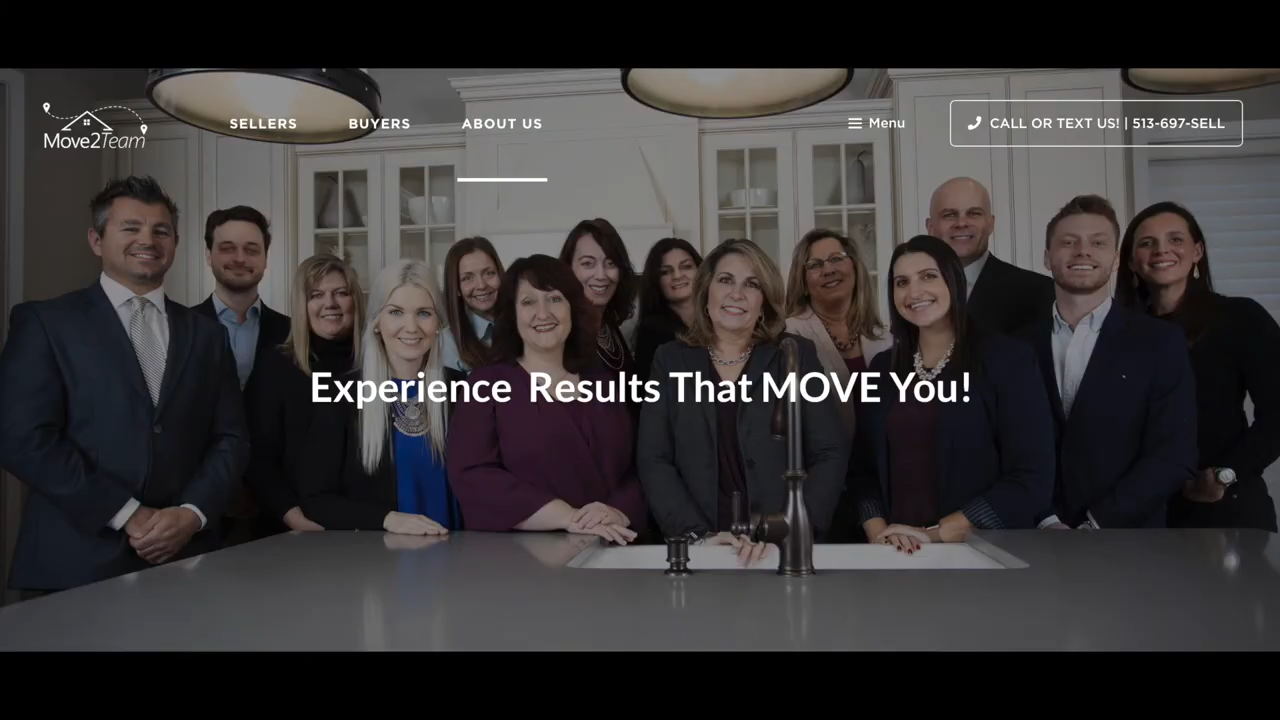 Move2Team
SELLERS
BUYERS
ABOUT US
Menu
CALL OR TEXT US! | 513-697-SELL
Experience Results That MOVE You!